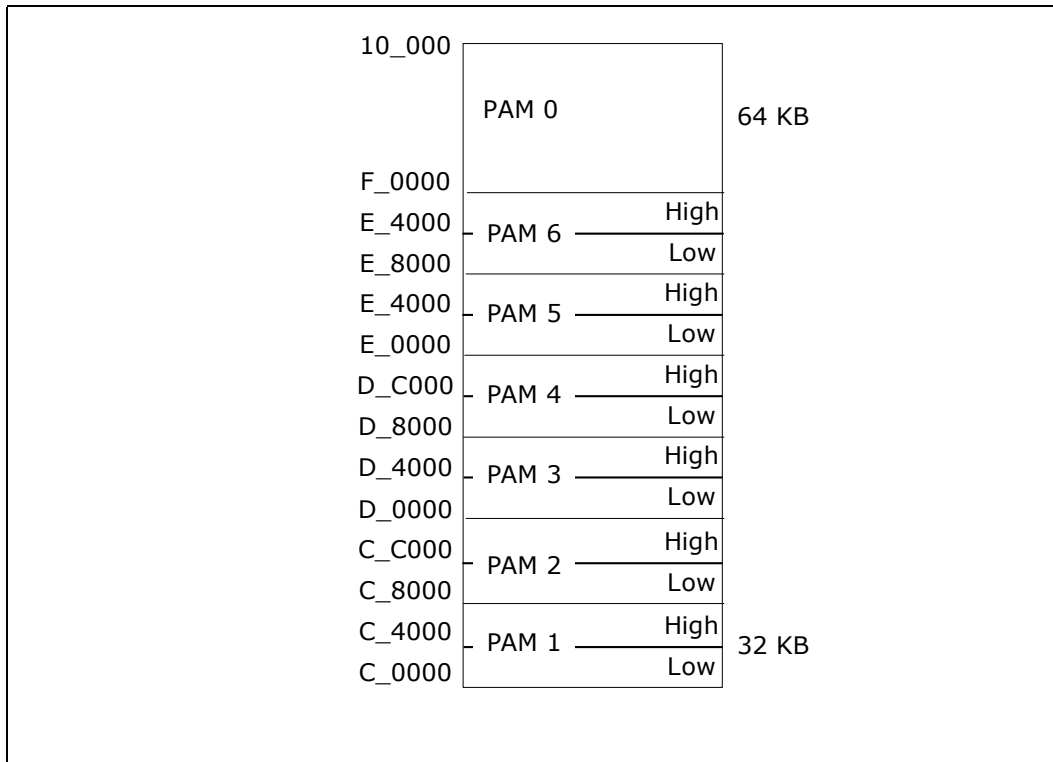 10_000
PAM 0
64 KB
F_0000
High
E_4000
PAM 6
Low
E_8000
High
E_4000
PAM 5
Low
E_0000
High
D_C000
PAM 4
Low
D_8000
High
D_4000
PAM 3
Low
D_0000
High
C_C000
PAM 2
Low
C_8000
High
C_4000
PAM 1
32 KB
Low
C_0000